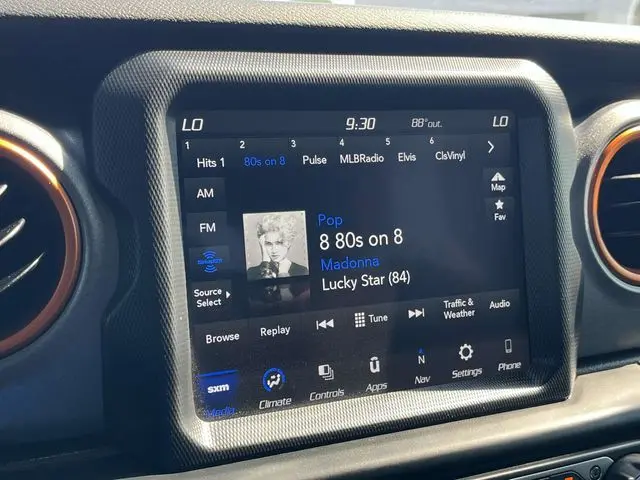 LO 9:30 88°out. LO
1 2 3 4 5 6
Hits 1 80s on 8 Pulse MLBRadio Elvis ClsVinyl
AM
Map
FM
Fav
Pop
8 80s on 8
Madonna
Lucky Star (84)
SiriusXM
Source
Select
Browse Replay Tune Traffic &
Weather Audio
sxm
Media Climate Controls Apps Nav Settings Phone
N